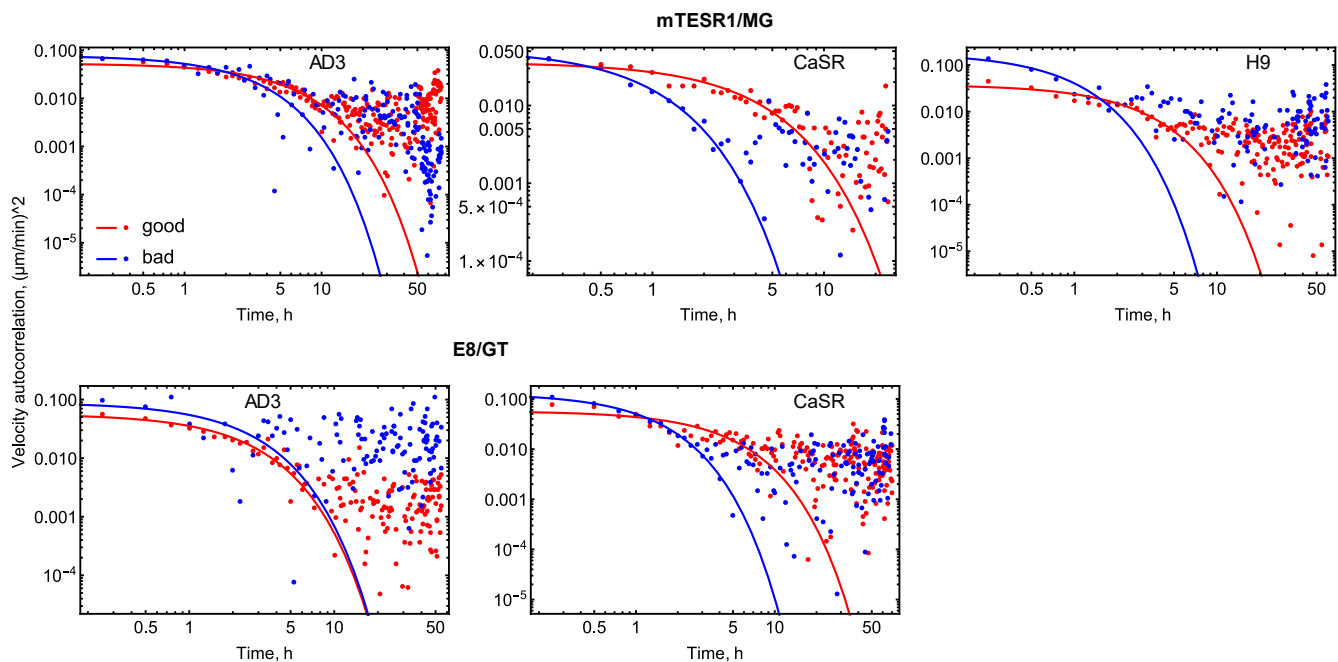 mTESR1/MG
Velocity autocorrelation, (μm/min)^2
AD3
0.100
0.010
0.001
10^-4
10^-5
good
bad
0.5 1 5 10 50
Time, h
CaSR
0.050
0.010
0.005
0.001
5.×10^-4
1.×10^-4
0.5 1 5 10
Time, h
H9
0.100
0.010
0.001
10^-4
10^-5
0.5 1 5 10 50
Time, h
E8/GT
AD3
0.100
0.010
0.001
10^-4
0.5 1 5 10 50
Time, h
CaSR
0.100
0.010
0.001
10^-4
10^-5
0.5 1 5 10 50
Time, h